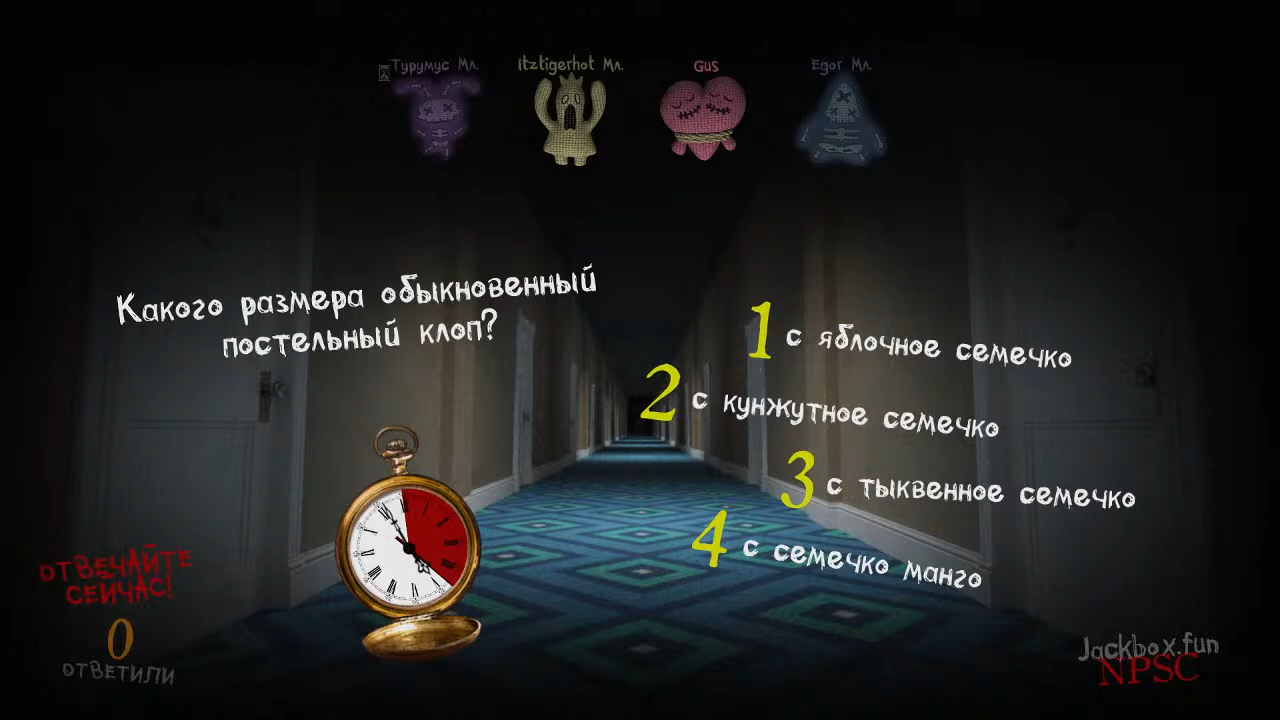 Турумус Мл.
Itztigerhot Мл.
Gus
Egor Мл.
Какого размера обыкновенный
постельный клоп?
1 с яблочное семечко
2 с кунжутное семечко
3 с тыквенное семечко
4 с семечко манго
ОТВЕЧАЙТЕ
СЕЙЧАС!
0
ОТВЕТИЛИ
Jackbox.fun
NPSC